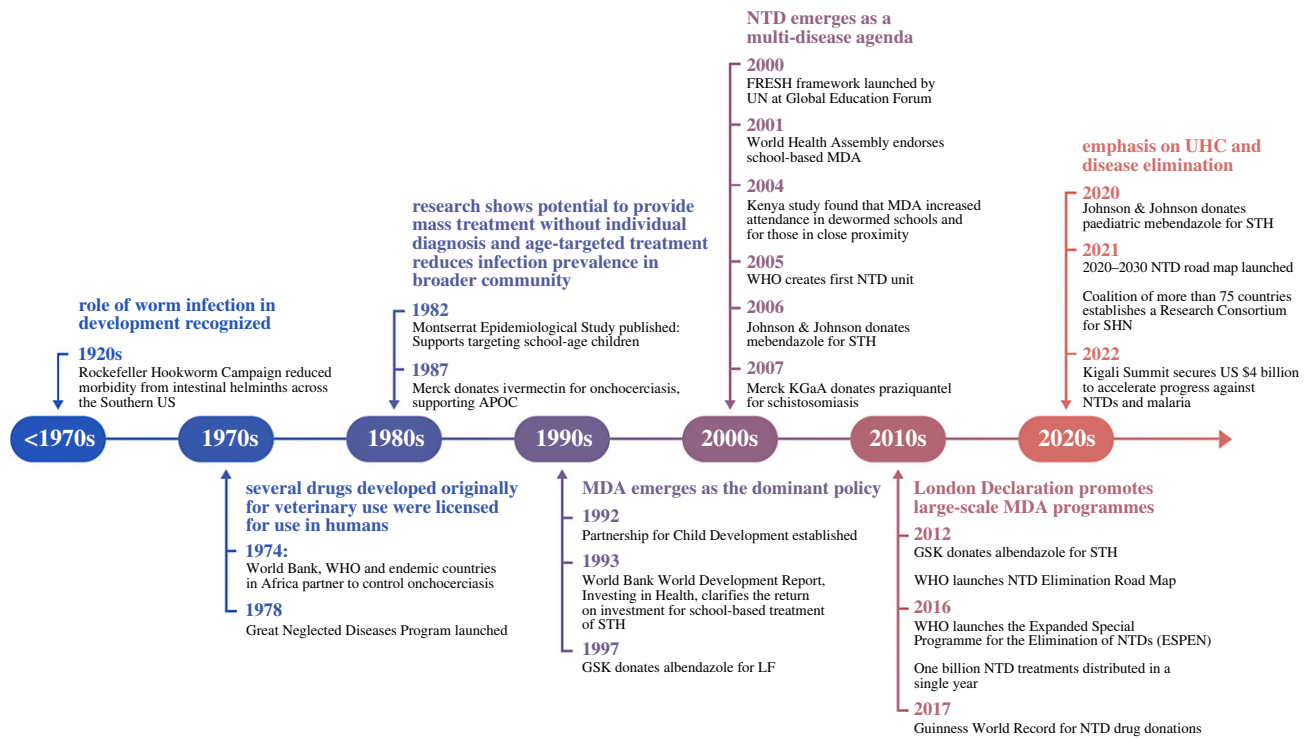 role of worm infection in
development recognized
1920s
Rockefeller Hookworm Campaign reduced
morbidity from intestinal helminths across
the Southern US
<1970s
1970s
several drugs developed originally
for veterinary use were licensed
for use in humans
1974:
World Bank, WHO and endemic countries
in Africa partner to control onchocerciasis
1978
Great Neglected Diseases Program launched
research shows potential to provide
mass treatment without individual
diagnosis and age-targeted treatment
reduces infection prevalence in
broader community
1982
Montserrat Epidemiological Study published:
Supports targeting school-age children
1987
Merck donates ivermectin for onchocerciasis,
supporting APOC
1980s
1990s
MDA emerges as the dominant policy
1992
Partnership for Child Development established
1993
World Bank World Development Report,
Investing in Health, clarifies the return
on investment for school-based treatment
of STH
1997
GSK donates albendazole for LF
NTD emerges as a
multi-disease agenda
2000
FRESH framework launched by
UN at Global Education Forum
2001
World Health Assembly endorses
school-based MDA
2004
Kenya study found that MDA increased
attendance in dewormed schools and
for those in close proximity
2005
WHO creates first NTD unit
2006
Johnson & Johnson donates
mebendazole for STH
2007
Merck KGaA donates praziquantel
for schistosomiasis
2000s
2010s
London Declaration promotes
large-scale MDA programmes
2012
GSK donates albendazole for STH
WHO launches NTD Elimination Road Map
2016
WHO launches the Expanded Special
Programme for the Elimination of NTDs (ESPEN)
One billion NTD treatments distributed in a
single year
2017
Guinness World Record for NTD drug donations
emphasis on UHC and
disease elimination
2020
Johnson & Johnson donates
paediatric mebendazole for STH
2021
2020–2030 NTD road map launched
Coalition of more than 75 countries
establishes a Research Consortium
for SHN
2022
Kigali Summit secures US $4 billion
to accelerate progress against
NTDs and malaria
2020s